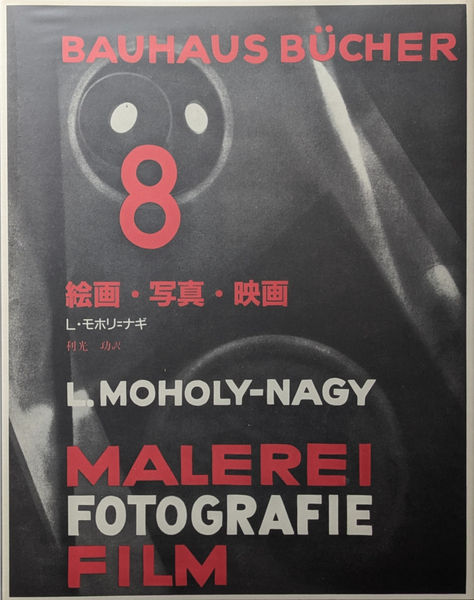 BAUHAUS BÜCHER
8
絵画・写真・映画
L・モホリ=ナギ
利光 功訳
L. MOHOLY-NAGY
MALEREI
FOTOGRAFIE
FILM